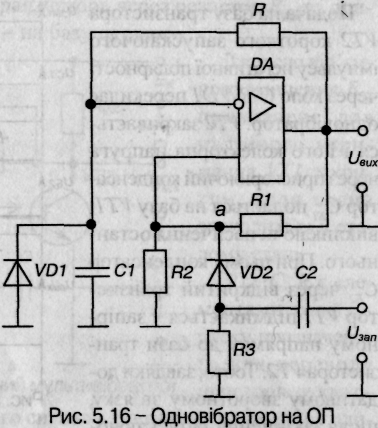 R
DA
U вих
a
R1
VD1
C1
R2
VD2
C2
R3
U зап
Рис. 5.16 – Одновібратор на ОП